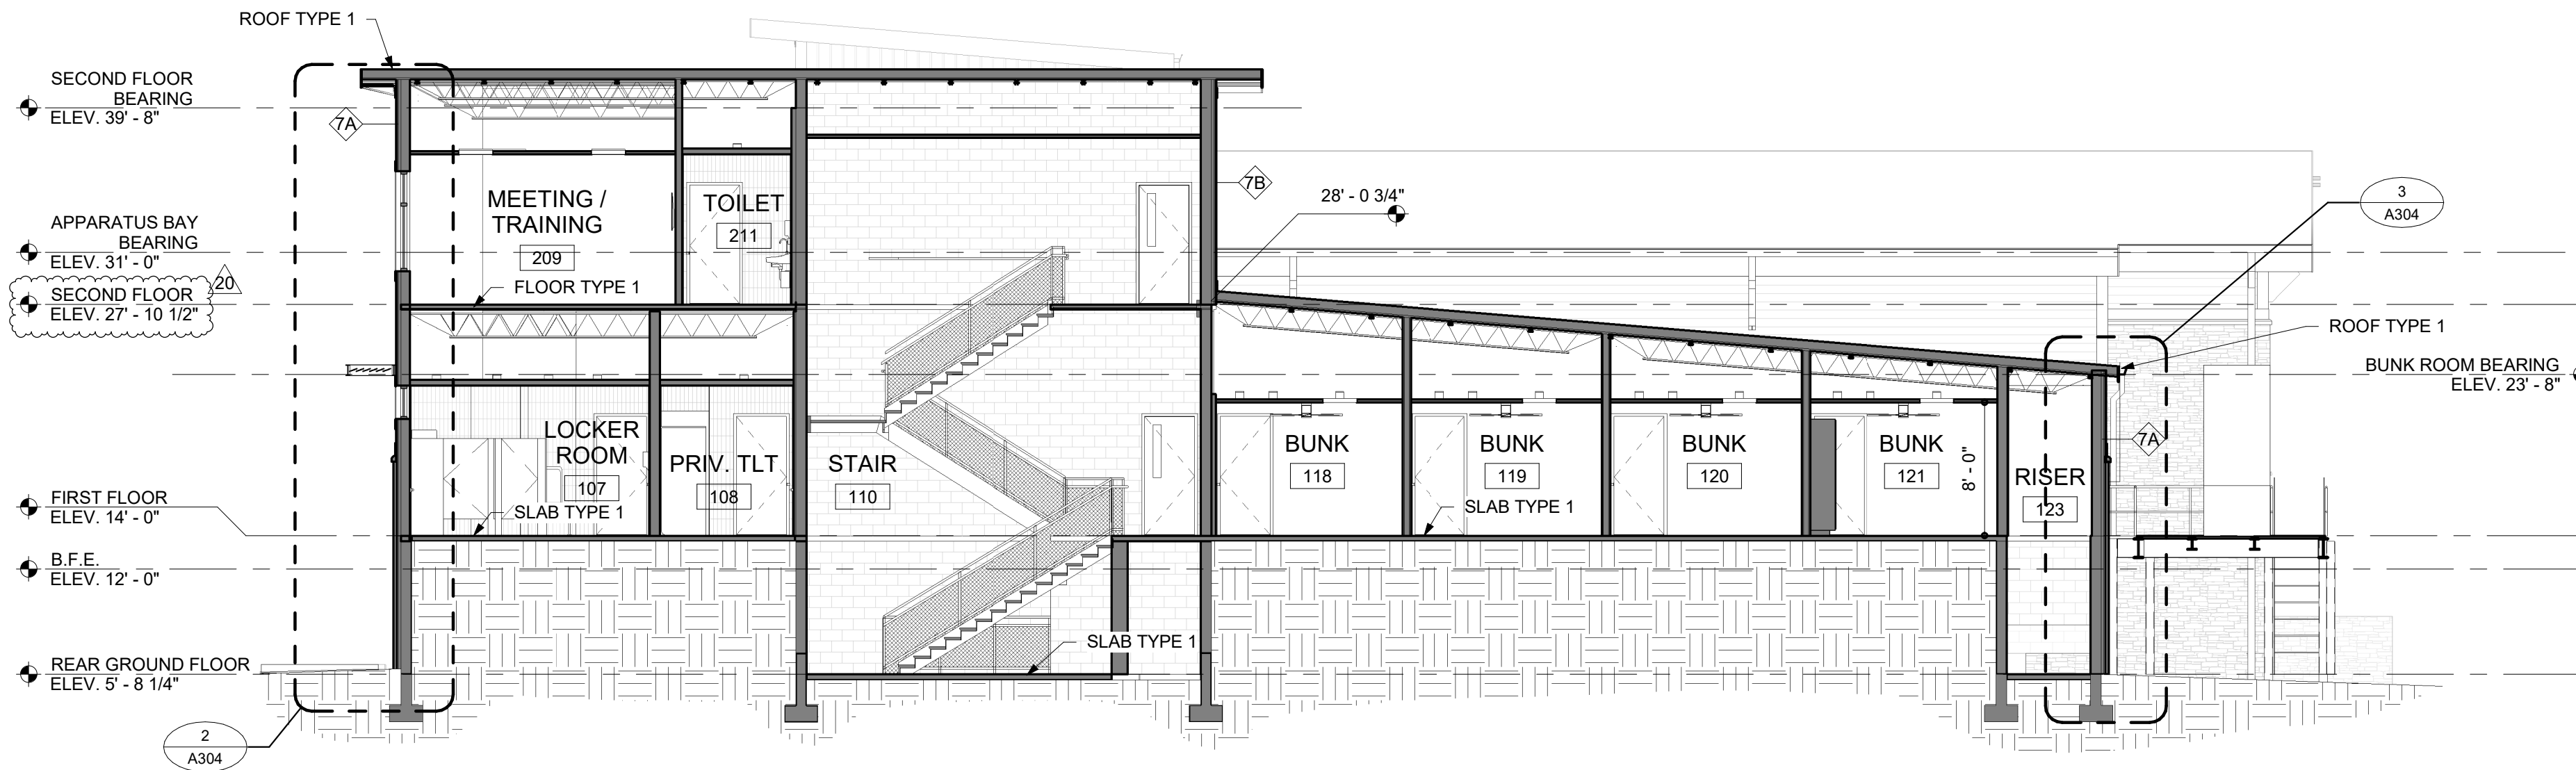 ROOF TYPE 1
SECOND FLOOR
BEARING
ELEV. 39' - 8"
7A
APPARATUS BAY
BEARING
ELEV. 31' - 0"
20
SECOND FLOOR
ELEV. 27' - 10 1/2"
MEETING /
TRAINING
209
TOILET
211
FLOOR TYPE 1
7B
28' - 0 3/4"
3
A304
ROOF TYPE 1
BUNK ROOM BEARING
ELEV. 23' - 8"
LOCKER
ROOM
107
PRIV. TLT
108
STAIR
110
BUNK
118
BUNK
119
BUNK
120
BUNK
121
8' - 0"
RISER
123
7A
SLAB TYPE 1
SLAB TYPE 1
FIRST FLOOR
ELEV. 14' - 0"
B.F.E.
ELEV. 12' - 0"
SLAB TYPE 1
REAR GROUND FLOOR
ELEV. 5' - 8 1/4"
2
A304